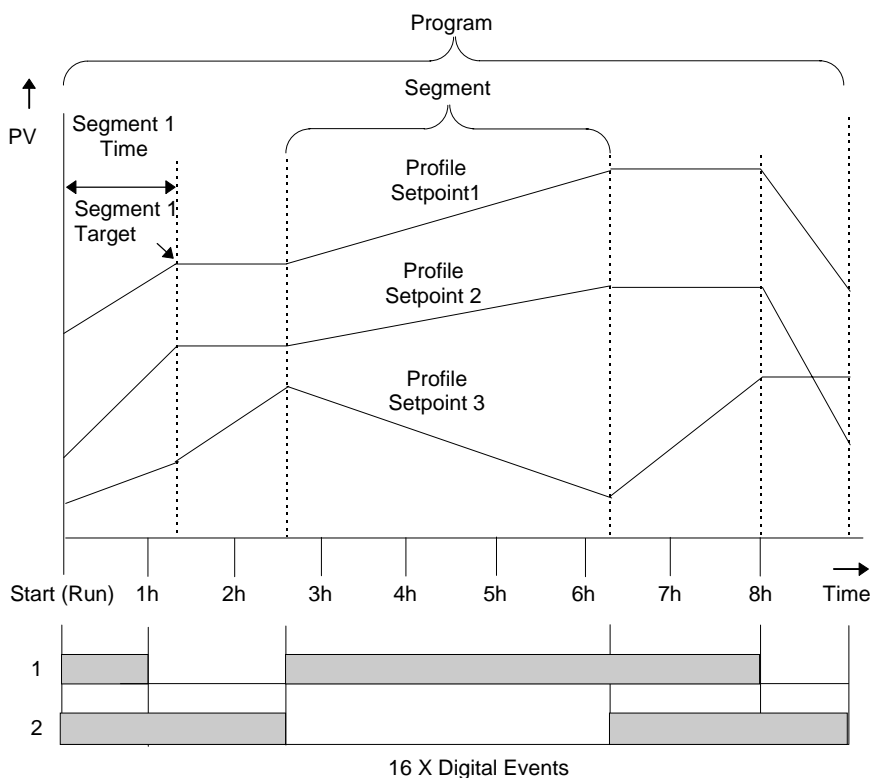 Program
Segment
PV
Segment 1
Time
Segment 1
Target
Profile
Setpoint1
Profile
Setpoint 2
Profile
Setpoint 3
Start (Run) 1h 2h 3h 4h 5h 6h 7h 8h Time
1
2
16 X Digital Events